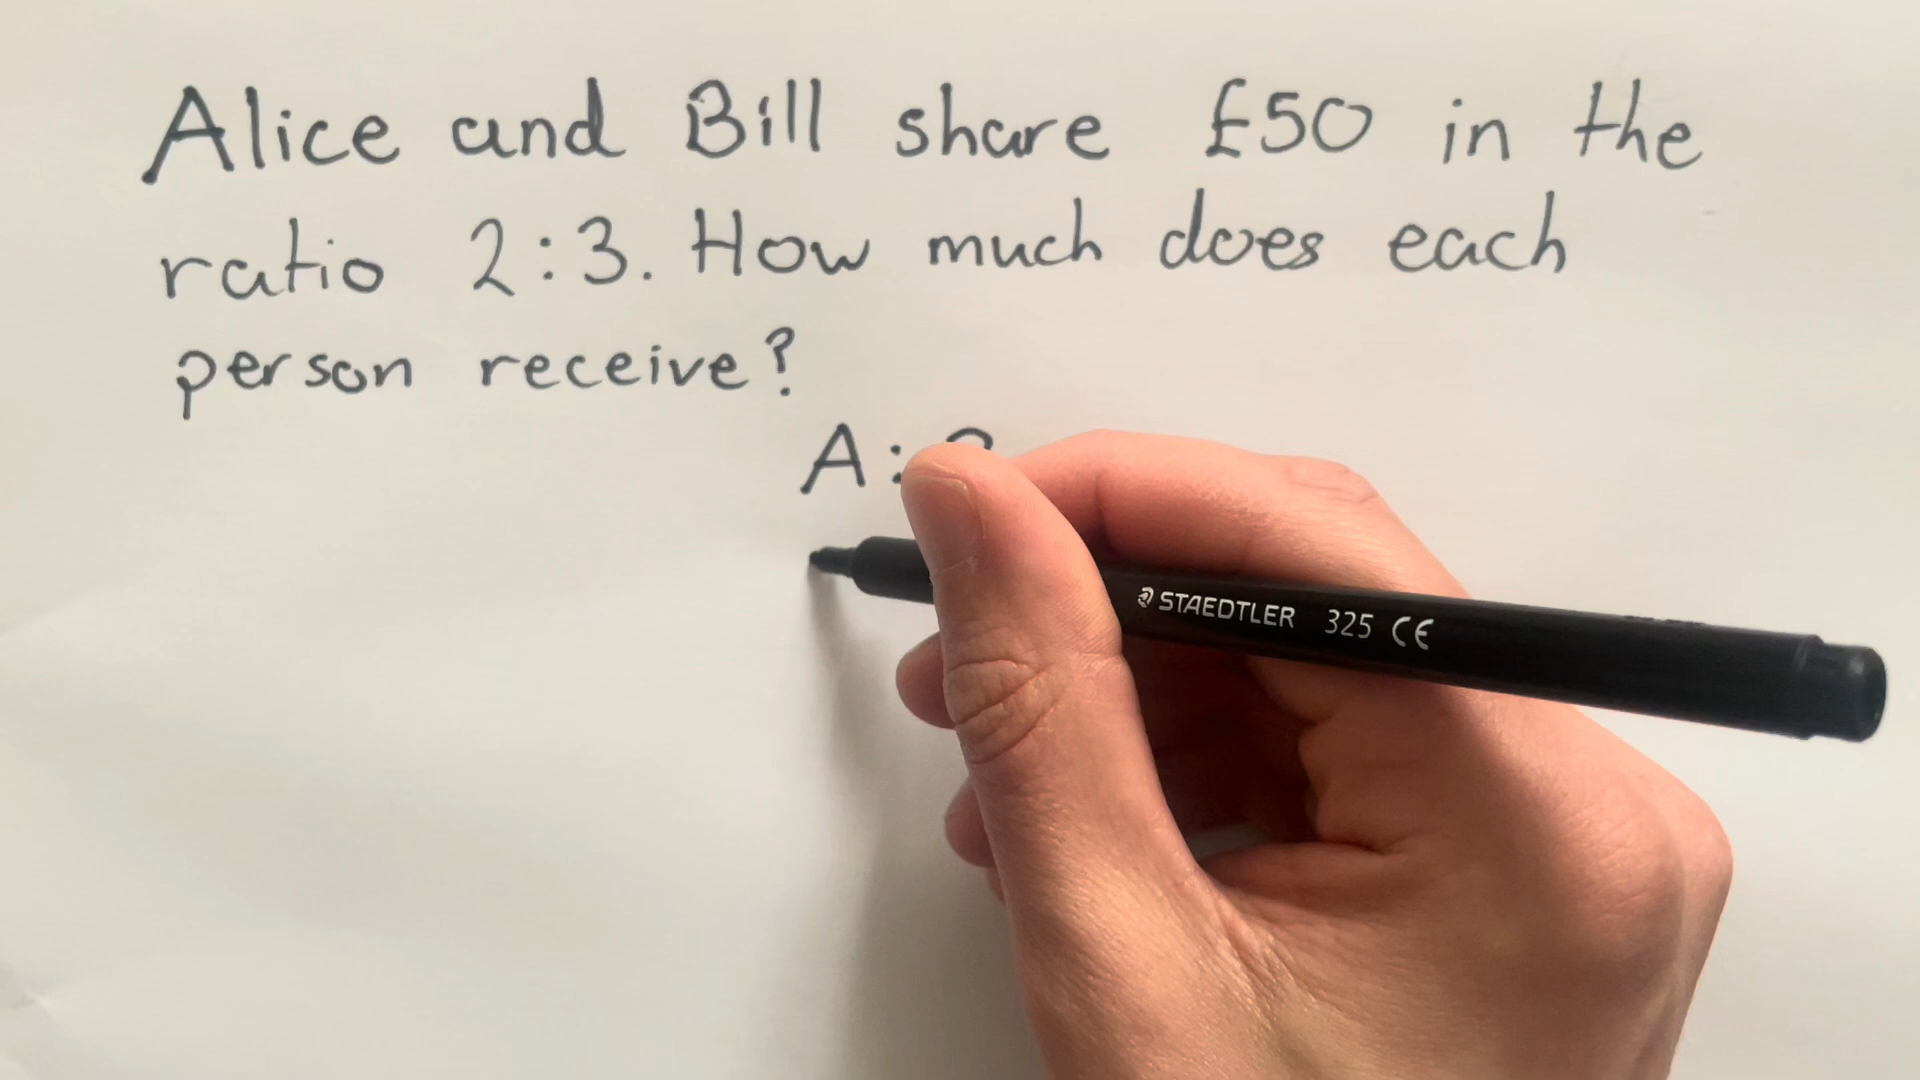 Alice and Bill share £50 in the
ratio 2:3. How much does each
person receive?
A:
STAEDTLER 325 CE